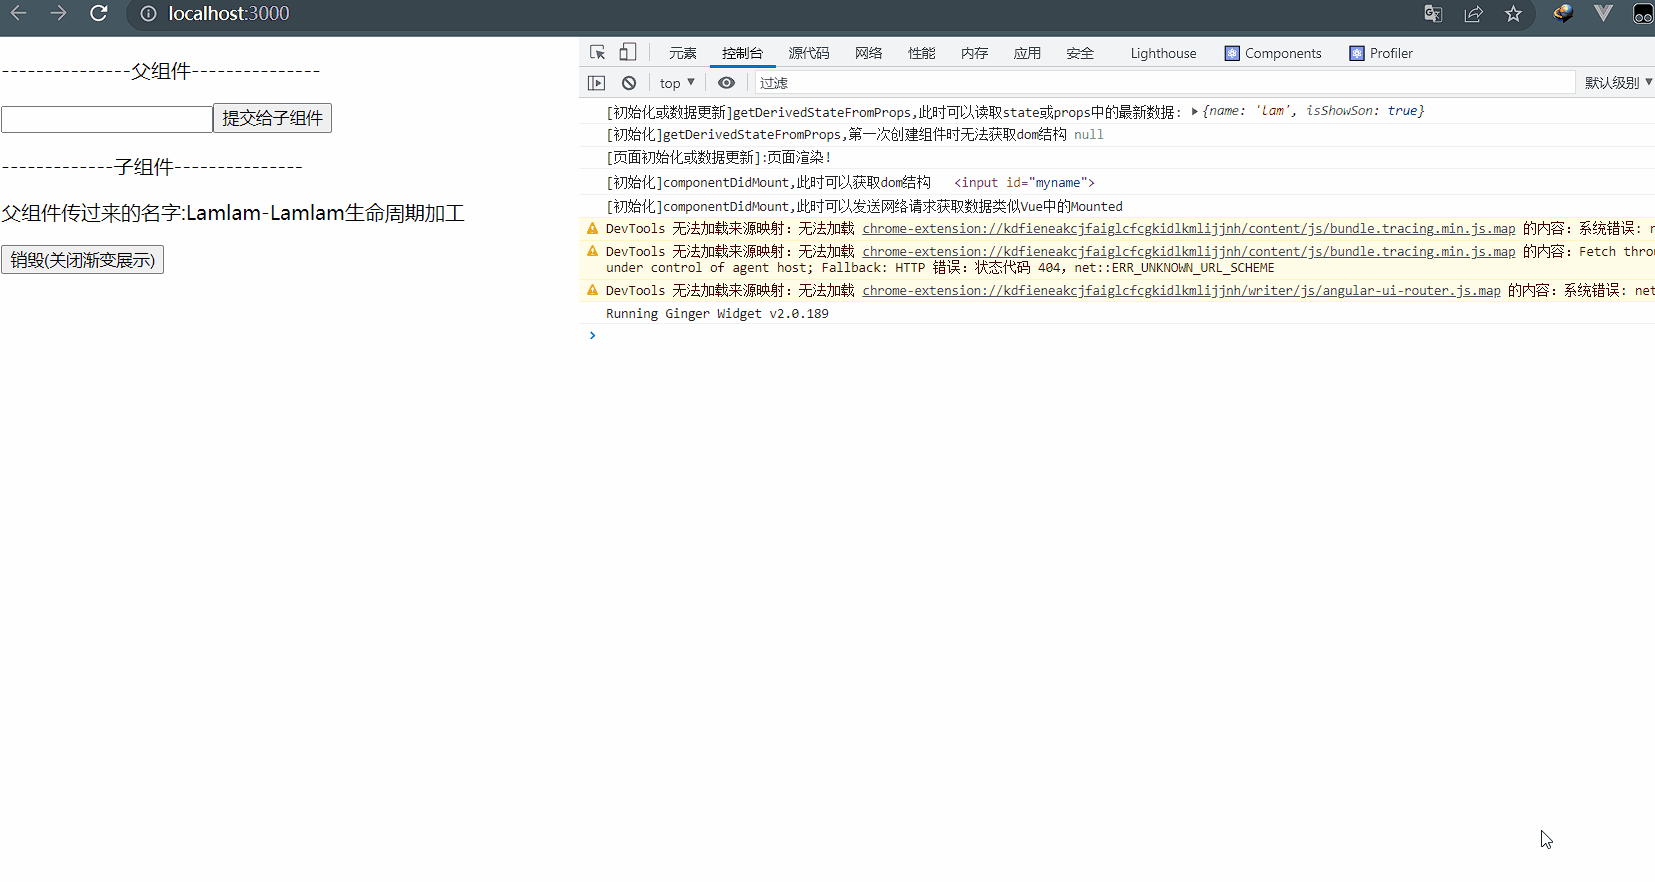 localhost:3000
---------------父组件---------------
提交给子组件
-------------子组件---------------
父组件传过来的名字:Lamlam-Lamlam生命周期加工
销毁(关闭渐变展示)
元素 控制台 源代码 网络 性能 内存 应用 安全 Lighthouse Components Profiler
top 过滤 默认级别
[初始化或数据更新]getDerivedStateFromProps,此时可以读取state或props中的最新数据: {name: 'lam', isShowSon: true}
[初始化]getDerivedStateFromProps,第一次创建组件时无法获取dom结构 null
[页面初始化或数据更新]:页面渲染!
[初始化]componentDidMount,此时可以获取dom结构 <input id="myname">
[初始化]componentDidMount,此时可以发送网络请求获取数据类似Vue中的Mounted
DevTools 无法加载来源映射：无法加载 chrome-extension://kdfieneakcjfaiglcfcgkidlkmlijjnh/content/js/bundle.tracing.min.js.map 的内容：系统错误: n
DevTools 无法加载来源映射：无法加载 chrome-extension://kdfieneakcjfaiglcfcgkidlkmlijjnh/content/js/bundle.tracing.min.js.map 的内容：Fetch throu
under control of agent host; Fallback: HTTP 错误：状态代码 404，net::ERR_UNKNOWN_URL_SCHEME
DevTools 无法加载来源映射：无法加载 chrome-extension://kdfieneakcjfaiglcfcgkidlkmlijjnh/writer/js/angular-ui-router.js.map 的内容：系统错误: net
Running Ginger Widget v2.0.189